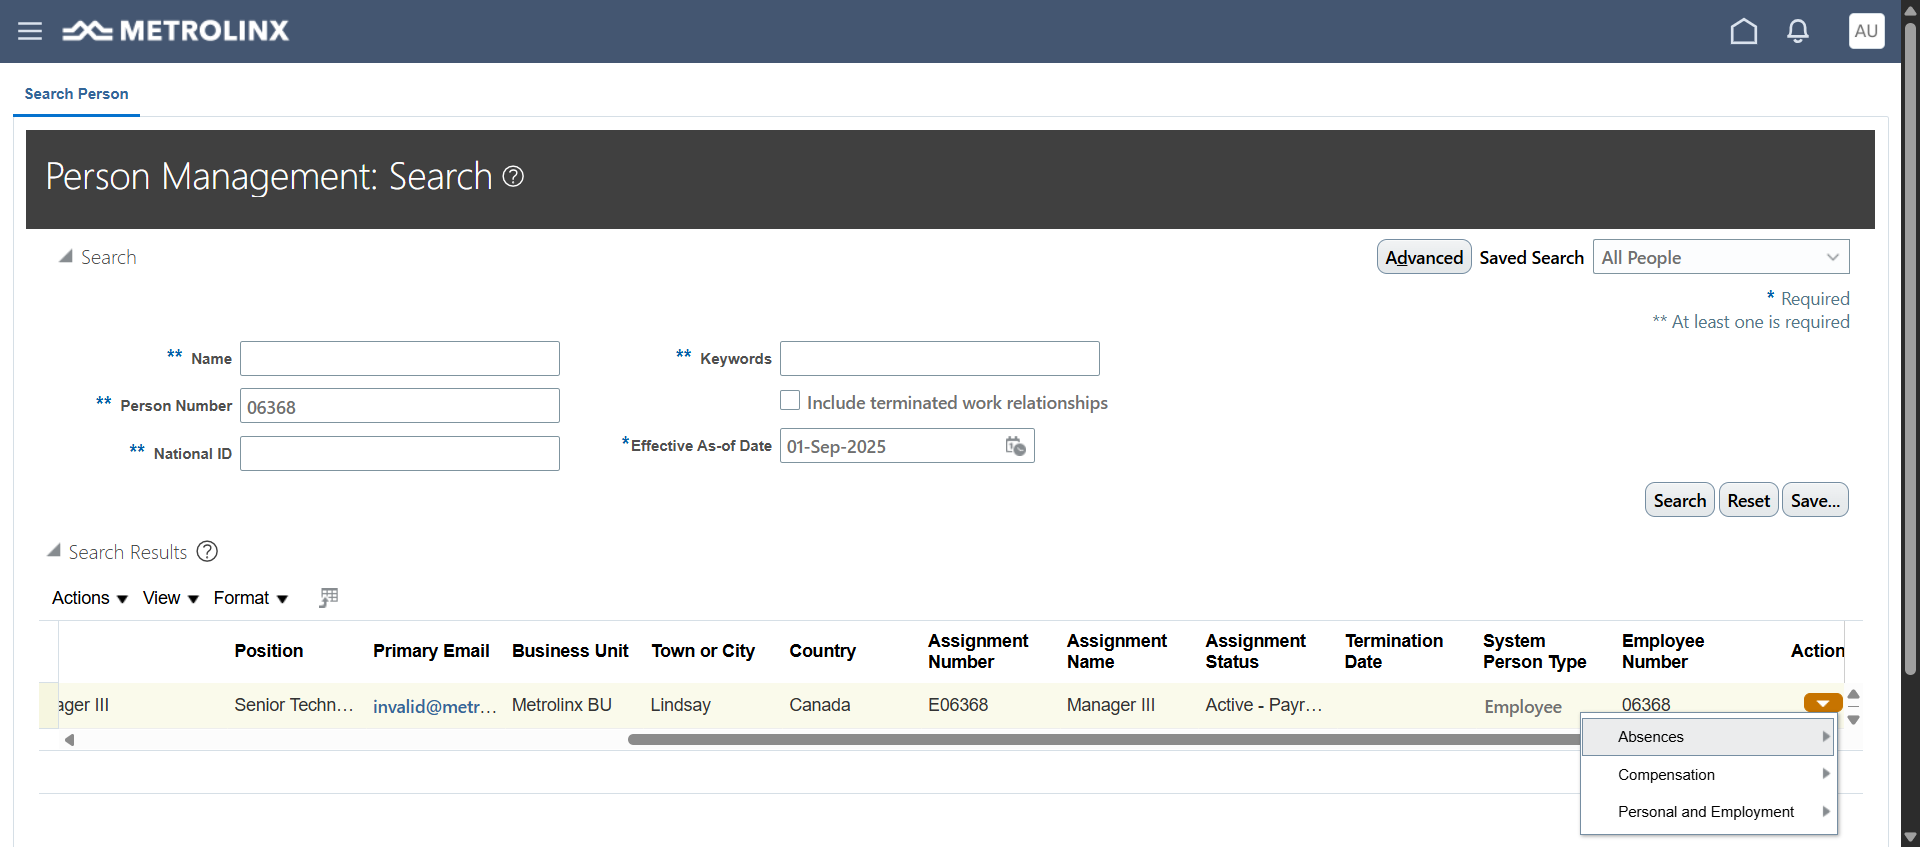 METROLINX
AU
Search Person
Person Management: Search
Search
Advanced Saved Search All People
* Required
** At least one is required
** Name
** Keywords
** Person Number 06368
Include terminated work relationships
** National ID
*Effective As-of Date 01-Sep-2025
Search Reset Save...
Search Results
Actions View Format
Position Primary Email Business Unit Town or City Country Assignment Number Assignment Name Assignment Status Termination Date System Person Type Employee Number Action
ager III Senior Techn... invalid@metr... Metrolinx BU Lindsay Canada E06368 Manager III Active - Payr... Employee 06368
Absences
Compensation
Personal and Employment